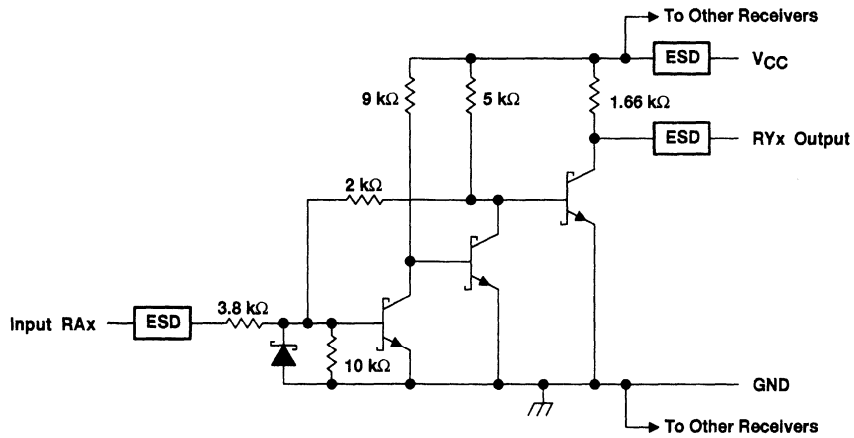 To Other Receivers
ESD
VCC
9 kΩ
5 kΩ
1.66 kΩ
ESD
RYx Output
2 kΩ
Input RAx
ESD
3.8 kΩ
10 kΩ
GND
To Other Receivers